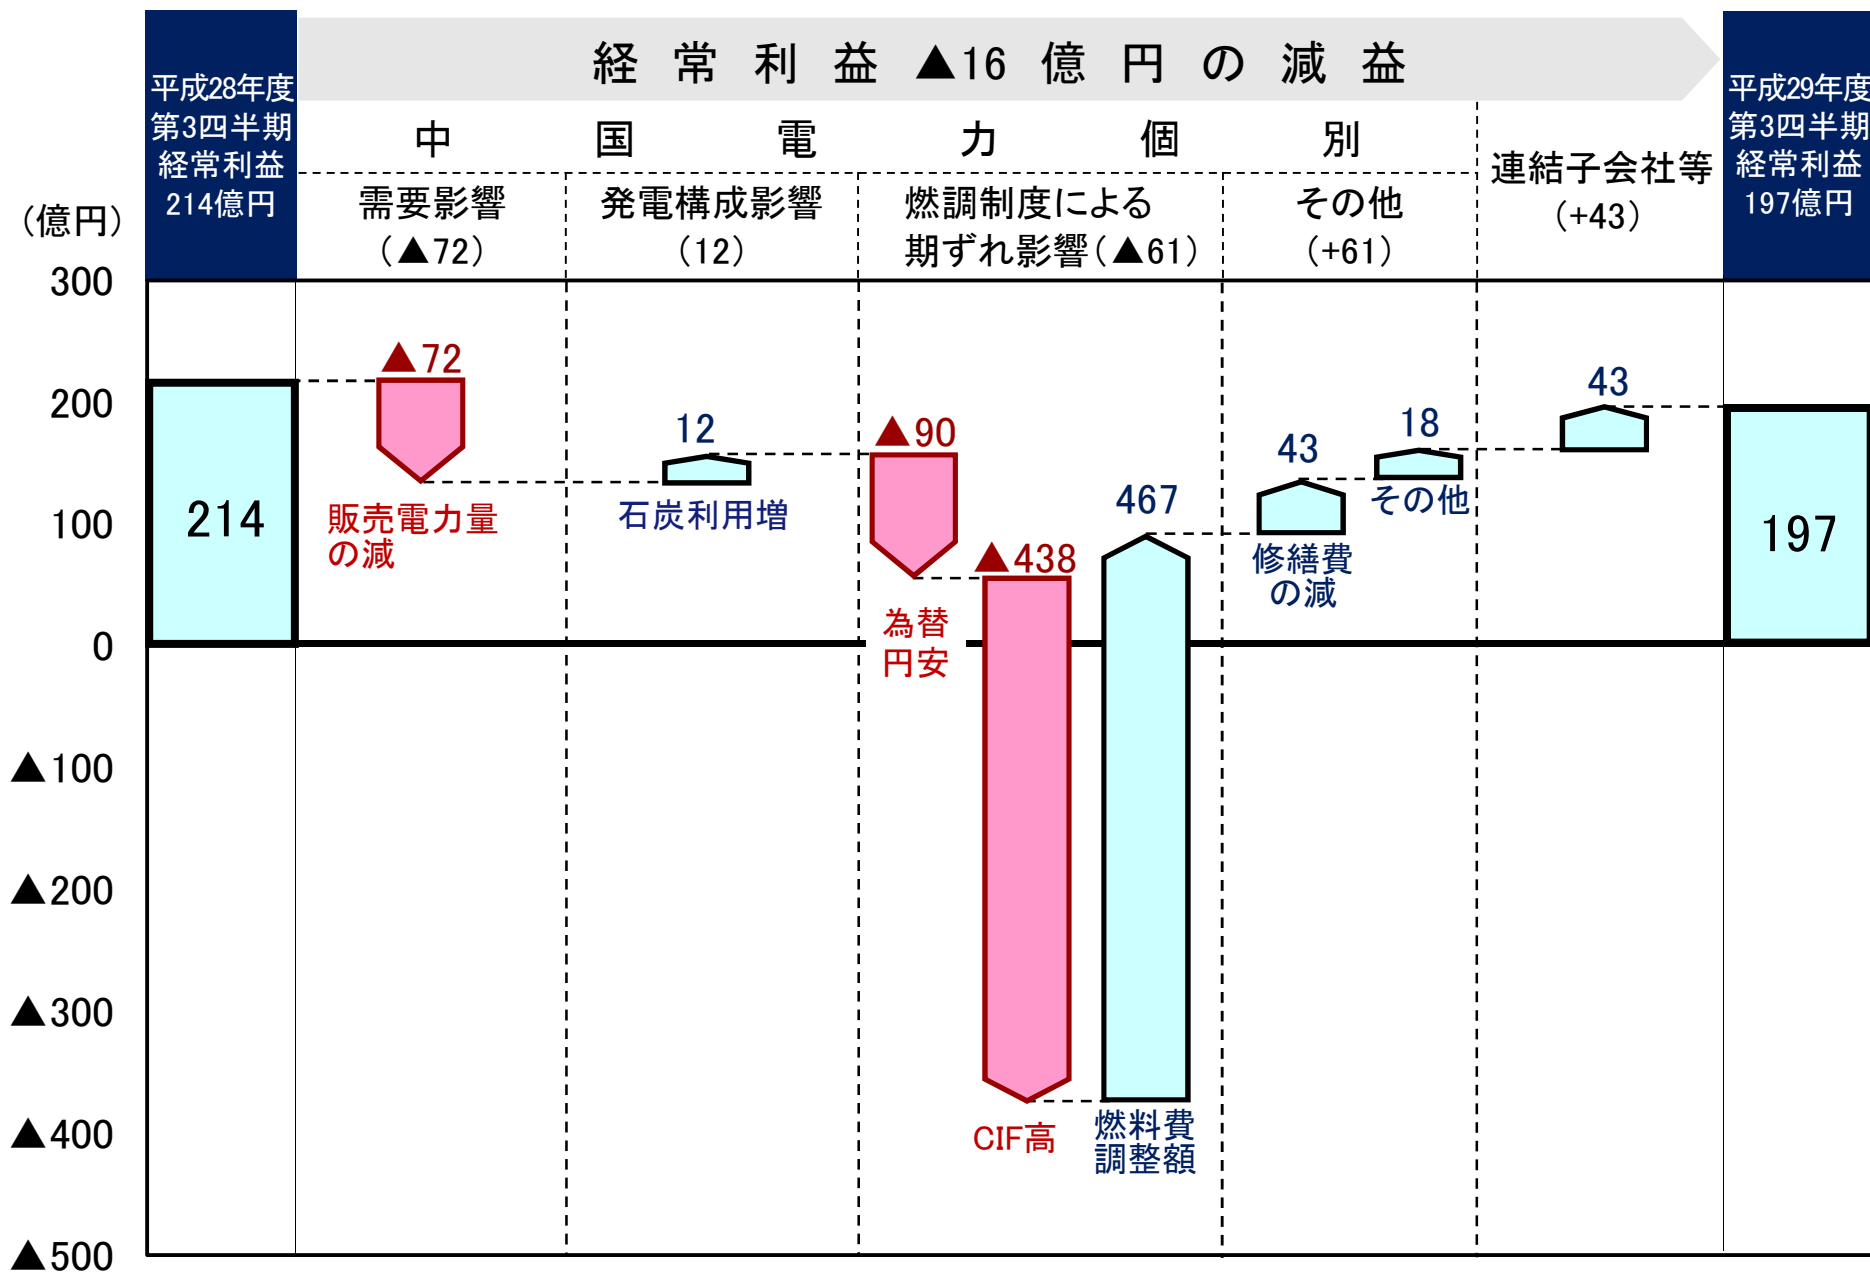 経常利益▲16億円の減益
平成28年度
第3四半期
経常利益
214億円
平成29年度
第3四半期
経常利益
197億円
中国電力個別
連結子会社等
(+43)
需要影響
(▲72)
発電構成影響
(12)
燃調制度による
期ずれ影響(▲61)
その他
(+61)
(億円)
300
200
100
0
▲100
▲200
▲300
▲400
▲500
214
▲72
販売電力量
の減
12
石炭利用増
▲90
為替
円安
▲438
CIF高
467
燃料費
調整額
43
修繕費
の減
18
その他
43
197